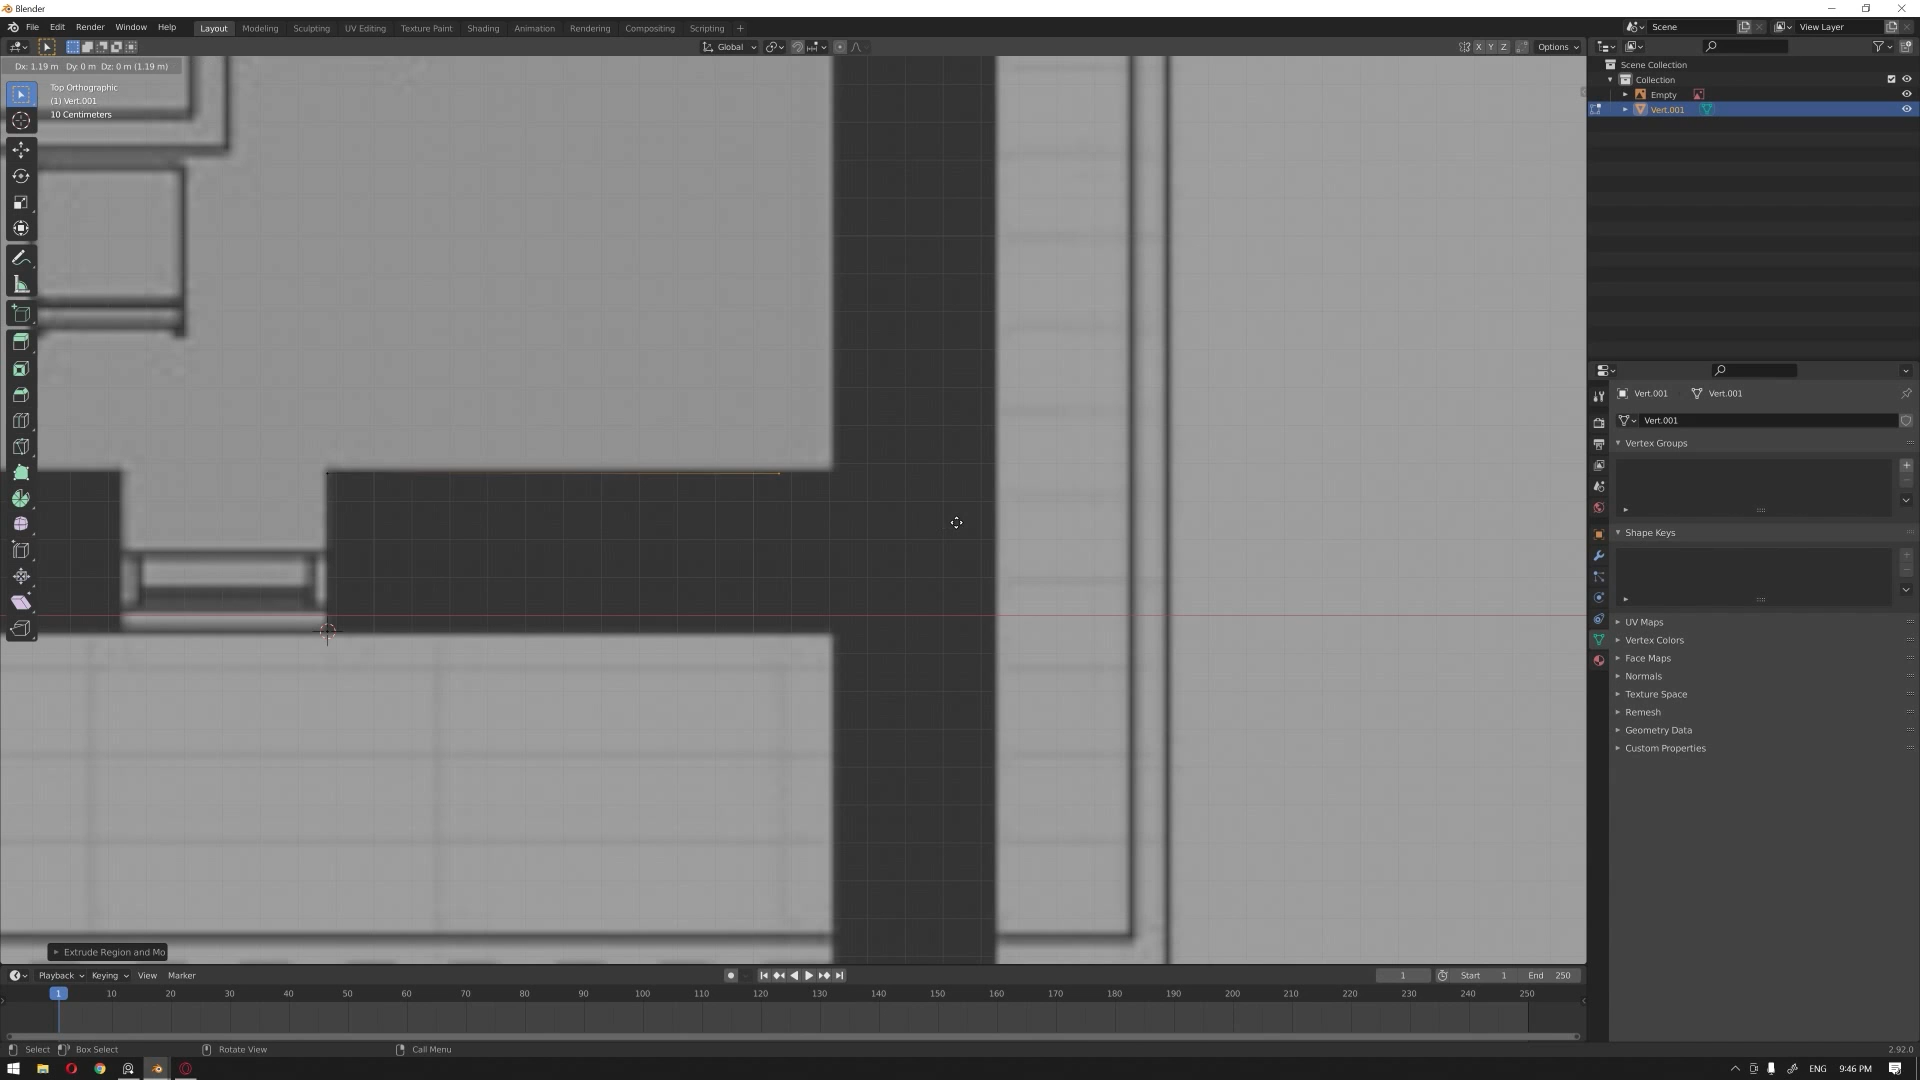 Blender
File Edit Render Window Help
Layout Modeling Sculpting UV Editing Texture Paint Shading Animation Rendering Compositing Scripting +
Scene
View Layer
Global
X Y Z
Options
Dx: 1.19 m Dy: 0 m Dz: 0 m (1.19 m)
Top Orthographic
(1) Vert.001
10 Centimeters
Scene Collection
Collection
Empty
Vert.001
Vert.001 Vert.001
Vert.001
Vertex Groups
Shape Keys
UV Maps
Vertex Colors
Face Maps
Normals
Texture Space
Remesh
Geometry Data
Custom Properties
Extrude Region and Mo
Playback Keying View Marker
1
Start 1 End 250
1 10 20 30 40 50 60 70 80 90 100 110 120 130 140 150 160 170 180 190 200 210 220 230 240 250
Select Box Select Rotate View Call Menu
2.92.0
ENG 9:46 PM